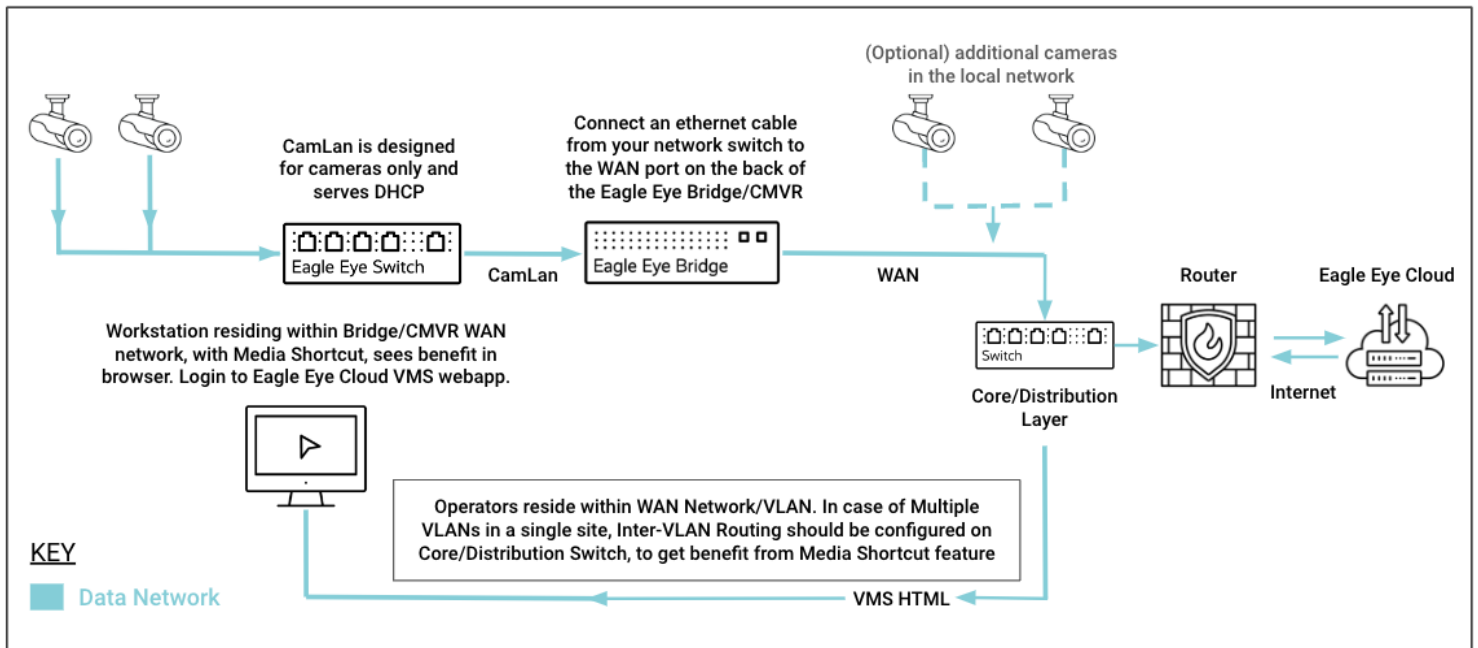 (Optional) additional cameras
in the local network
CamLan is designed
for cameras only and
serves DHCP
Connect an ethernet cable
from your network switch to
the WAN port on the back of
the Eagle Eye Bridge/CMVR
Eagle Eye Switch
CamLan
Eagle Eye Bridge
WAN
Router
Eagle Eye Cloud
Switch
Internet
Core/Distribution
Layer
Workstation residing within Bridge/CMVR WAN
network, with Media Shortcut, sees benefit in
browser. Login to Eagle Eye Cloud VMS webapp.
Operators reside within WAN Network/VLAN. In case of Multiple
VLANs in a single site, Inter-VLAN Routing should be configured on
Core/Distribution Switch, to get benefit from Media Shortcut feature
KEY
Data Network
VMS HTML